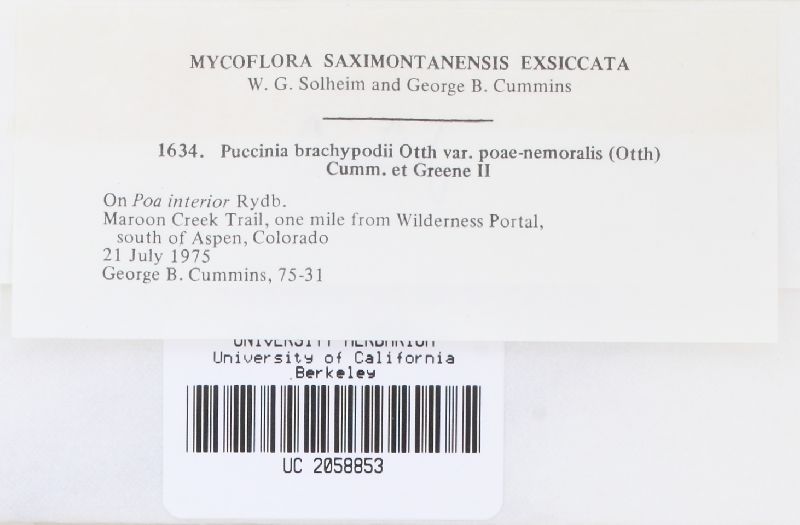 MYCOFLORA SAXIMONTANENSIS EXSICCATA
W. G. Solheim and George B. Cummins
1634. Puccinia brachypodii Otth var. poae-nemoralis (Otth)
Cumm. et Greene II
On Poa interior Rydb.
Maroon Creek Trail, one mile from Wilderness Portal,
south of Aspen, Colorado
21 July 1975
George B. Cummins, 75-31
UNIVERSITY HERBARIUM
University of California
Berkeley
UC 2058853